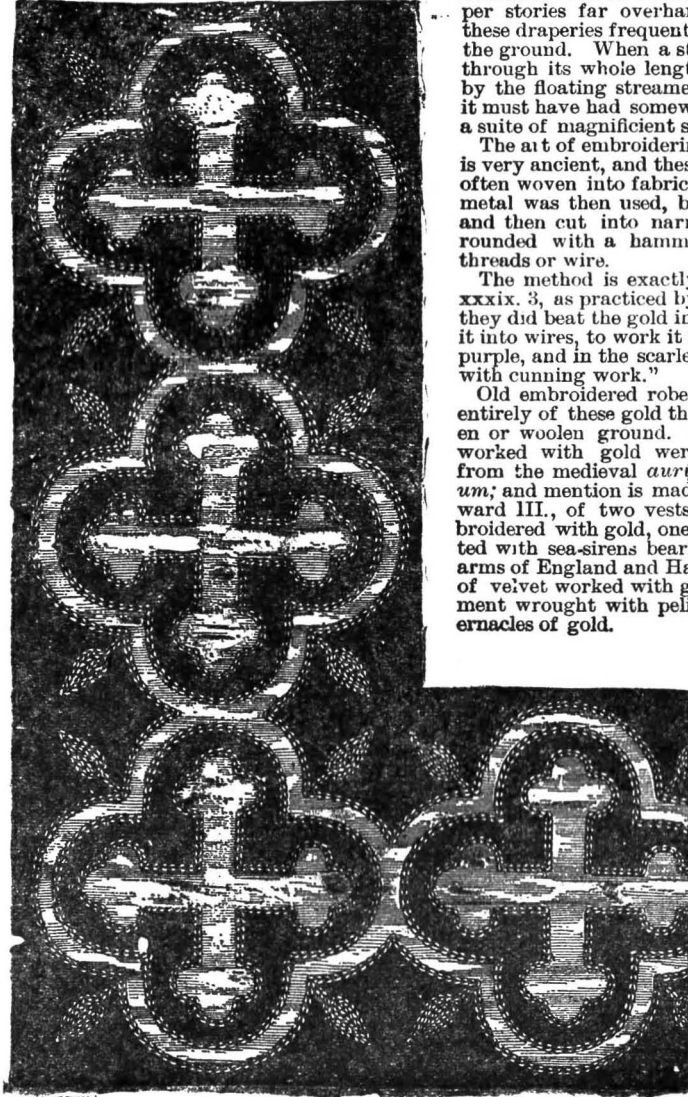 per stories far overhan
these draperies frequent
the ground. When a st
through its whole lengt
by the floating streame
it must have had somew
a suite of magnificent s
The art of embroiderin
is very ancient, and thes
often woven into fabric
metal was then used, b
and then cut into narr
rounded with a hamm
threads or wire.
The method is exactl
xxxix. 3, as practiced b
they did beat the gold in
it into wires, to work it
purple, and in the scarle
with cunning work."
Old embroidered robe
entirely of these gold th
en or woolen ground.
worked with gold wer
from the medieval aur
um; and mention is mad
ward III., of two vests
broidered with gold, one
ted with sea-sirens bear
arms of England and Ha
of velvet worked with g
ment wrought with peli
ernacles of gold.